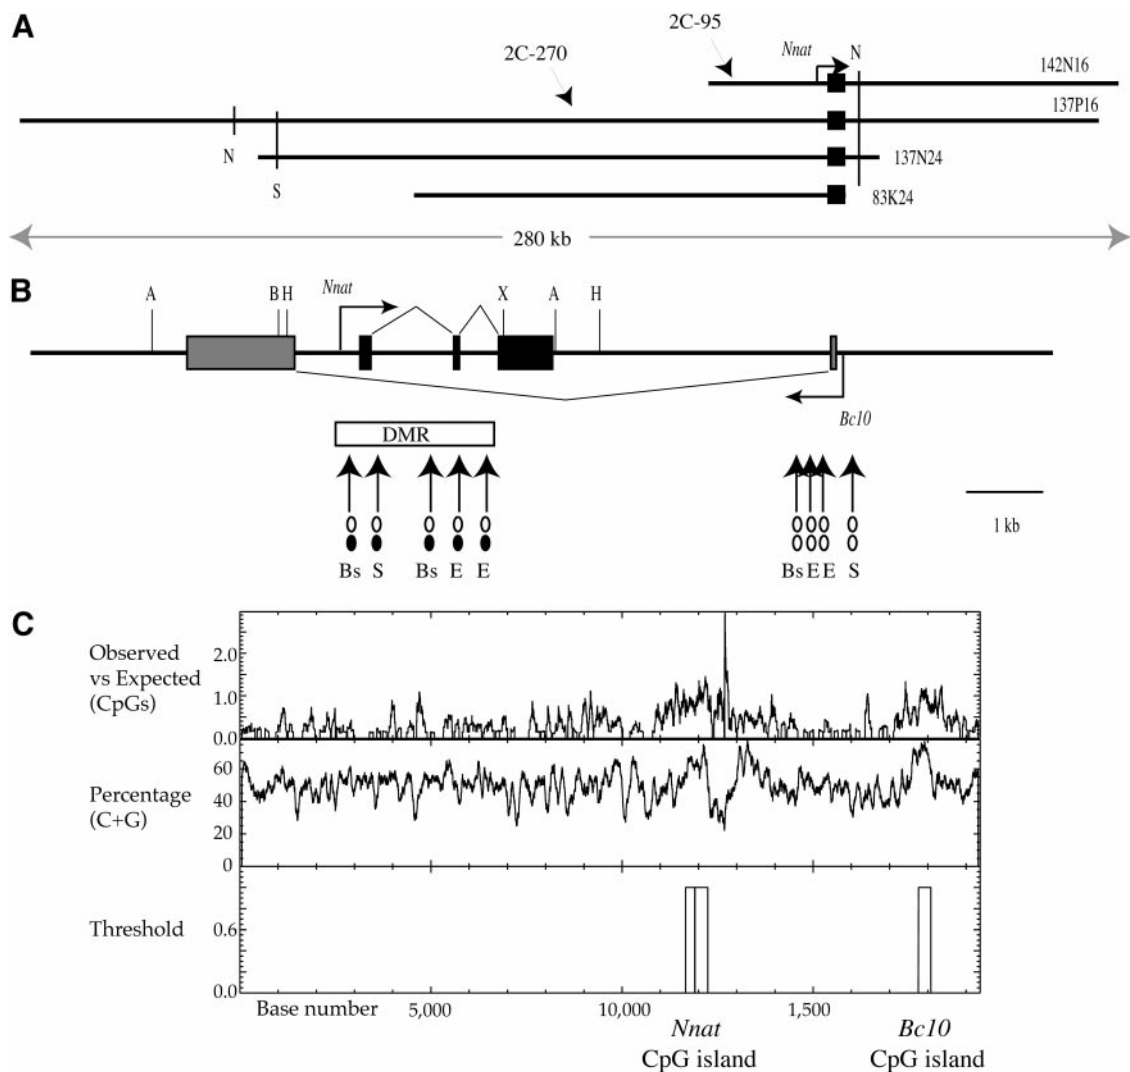 A
2C-95
Nnat
N
2C-270
142N16
137P16
N
137N24
S
83K24
280 kb
B
A
B H
Nnat
X
A
H
Bc10
DMR
1 kb
Bs S Bs E E
Bs E E S
C
Observed
vs Expected
(CpGs)
2.0
1.0
0.0
Percentage
(C+G)
60
40
20
0
Threshold
0.6
0.0
Base number 5,000 10,000 1,500
Nnat
CpG island
Bc10
CpG island